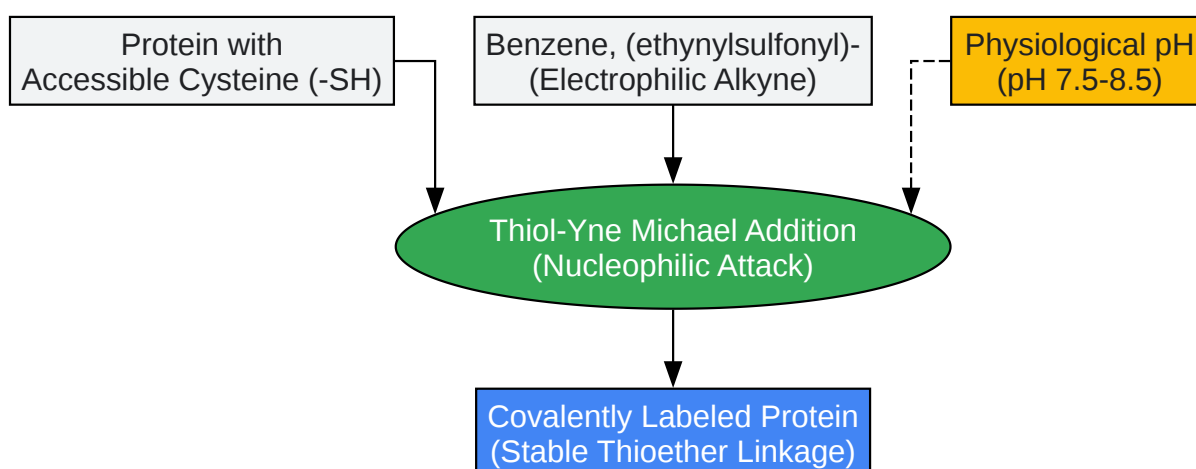 Protein with
Accessible Cysteine (-SH)
Benzene, (ethynylsulfonyl)-
(Electrophilic Alkyne)
Physiological pH
(pH 7.5-8.5)
Thiol-Yne Michael Addition
(Nucleophilic Attack)
Covalently Labeled Protein
(Stable Thioether Linkage)